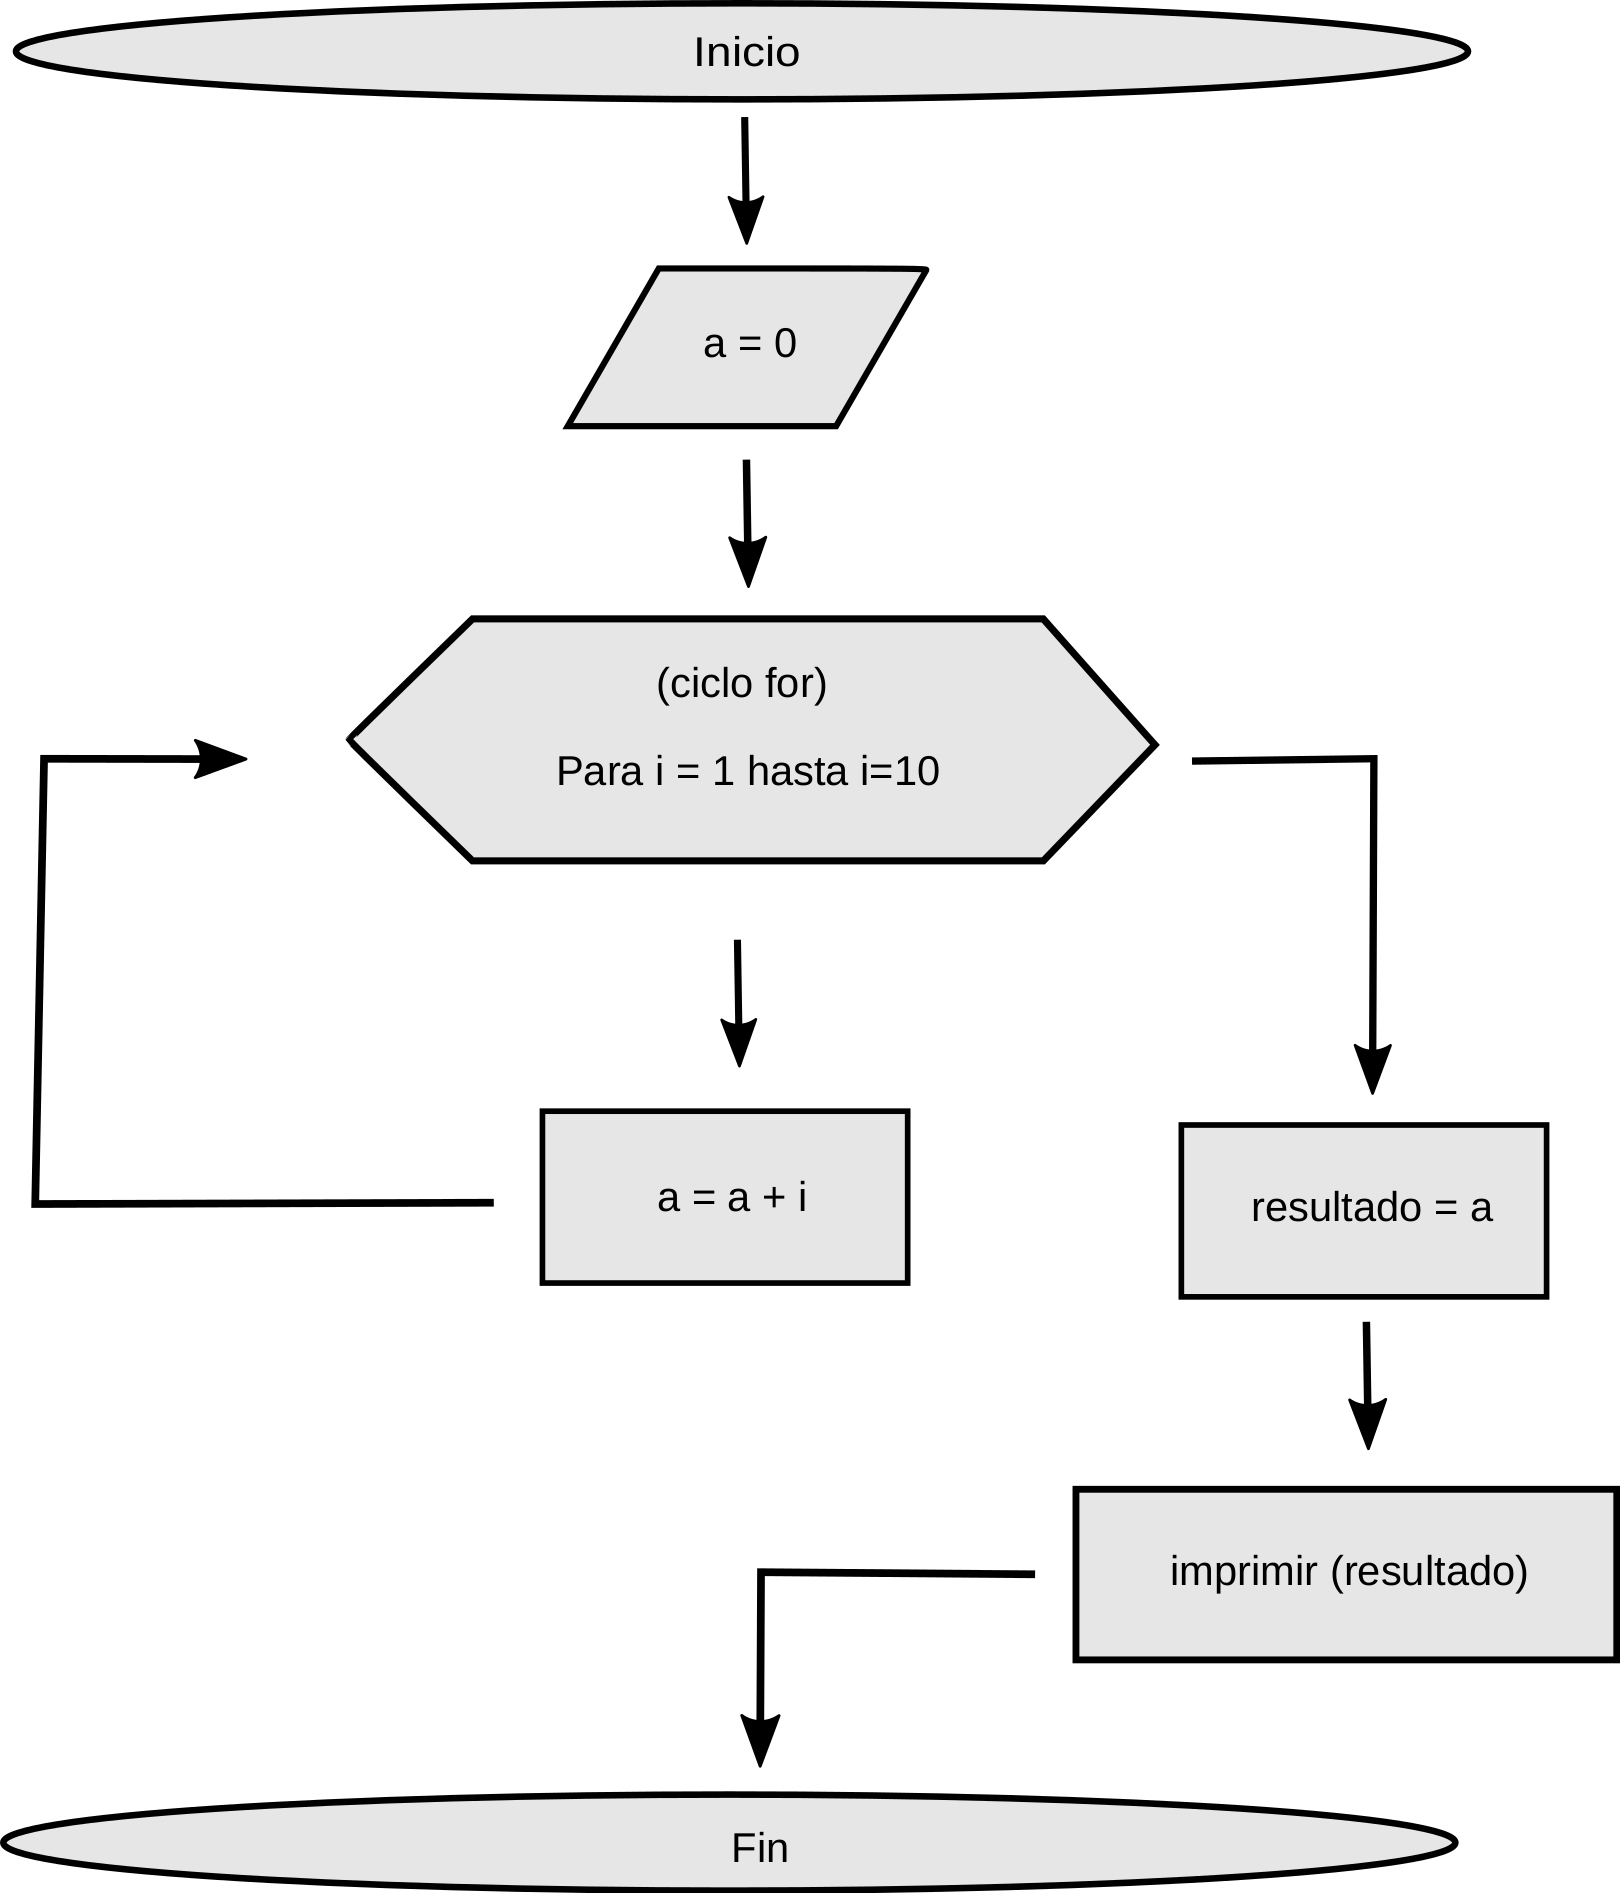 Inicio
a = 0
(ciclo for)
Para i = 1 hasta i=10
a = a + i
resultado = a
imprimir (resultado)
Fin